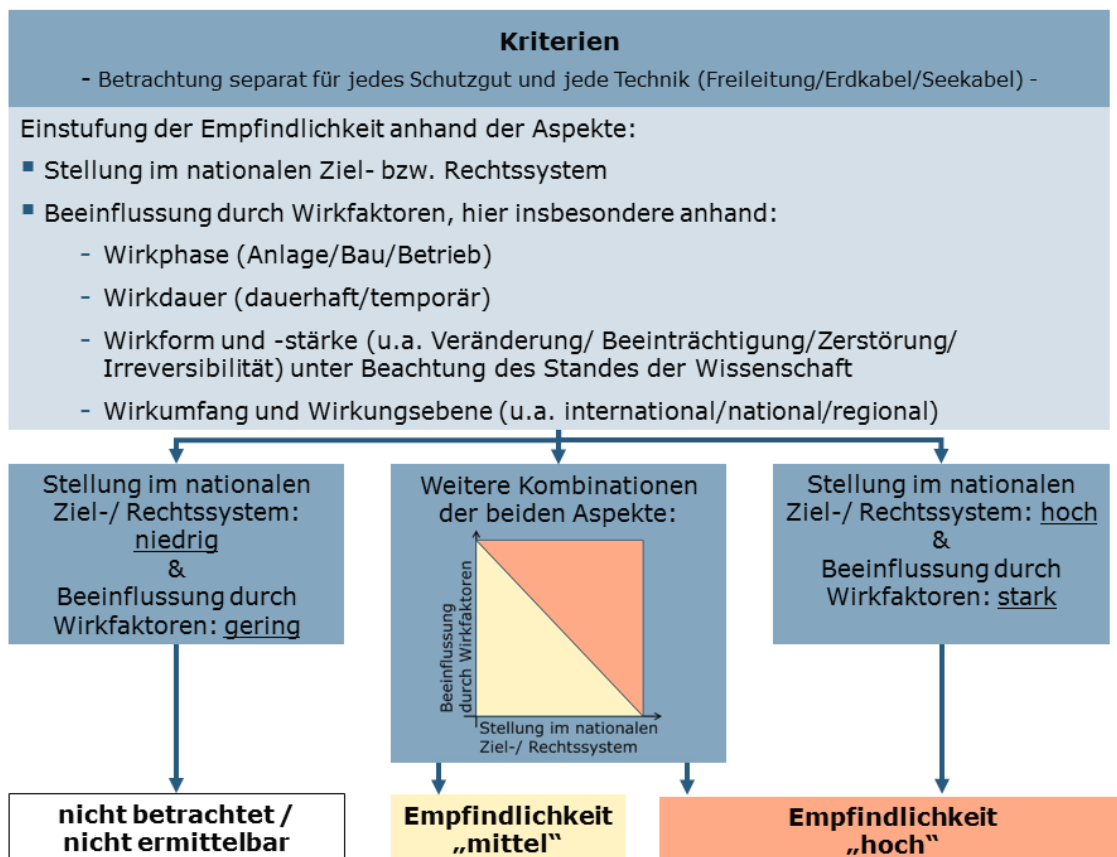 Kriterien
- Betrachtung separat für jedes Schutzgut und jede Technik (Freileitung/Erdkabel/Seekabel) -
Einstufung der Empfindlichkeit anhand der Aspekte:
▪ Stellung im nationalen Ziel- bzw. Rechtssystem
▪ Beeinflussung durch Wirkfaktoren, hier insbesondere anhand:
- Wirkphase (Anlage/Bau/Betrieb)
- Wirkdauer (dauerhaft/temporär)
- Wirkform und -stärke (u.a. Veränderung/ Beeinträchtigung/Zerstörung/
Irreversibilität) unter Beachtung des Standes der Wissenschaft
- Wirkumfang und Wirkungsebene (u.a. international/national/regional)
Stellung im nationalen
Ziel-/ Rechtssystem:
niedrig
&
Beeinflussung durch
Wirkfaktoren: gering
Weitere Kombinationen
der beiden Aspekte:
Beeinflussung
durch Wirkfaktoren
Stellung im nationalen
Ziel-/ Rechtssystem
Stellung im nationalen
Ziel-/ Rechtssystem: hoch
&
Beeinflussung durch
Wirkfaktoren: stark
nicht betrachtet /
nicht ermittelbar
Empfindlichkeit
„mittel“
Empfindlichkeit
„hoch“